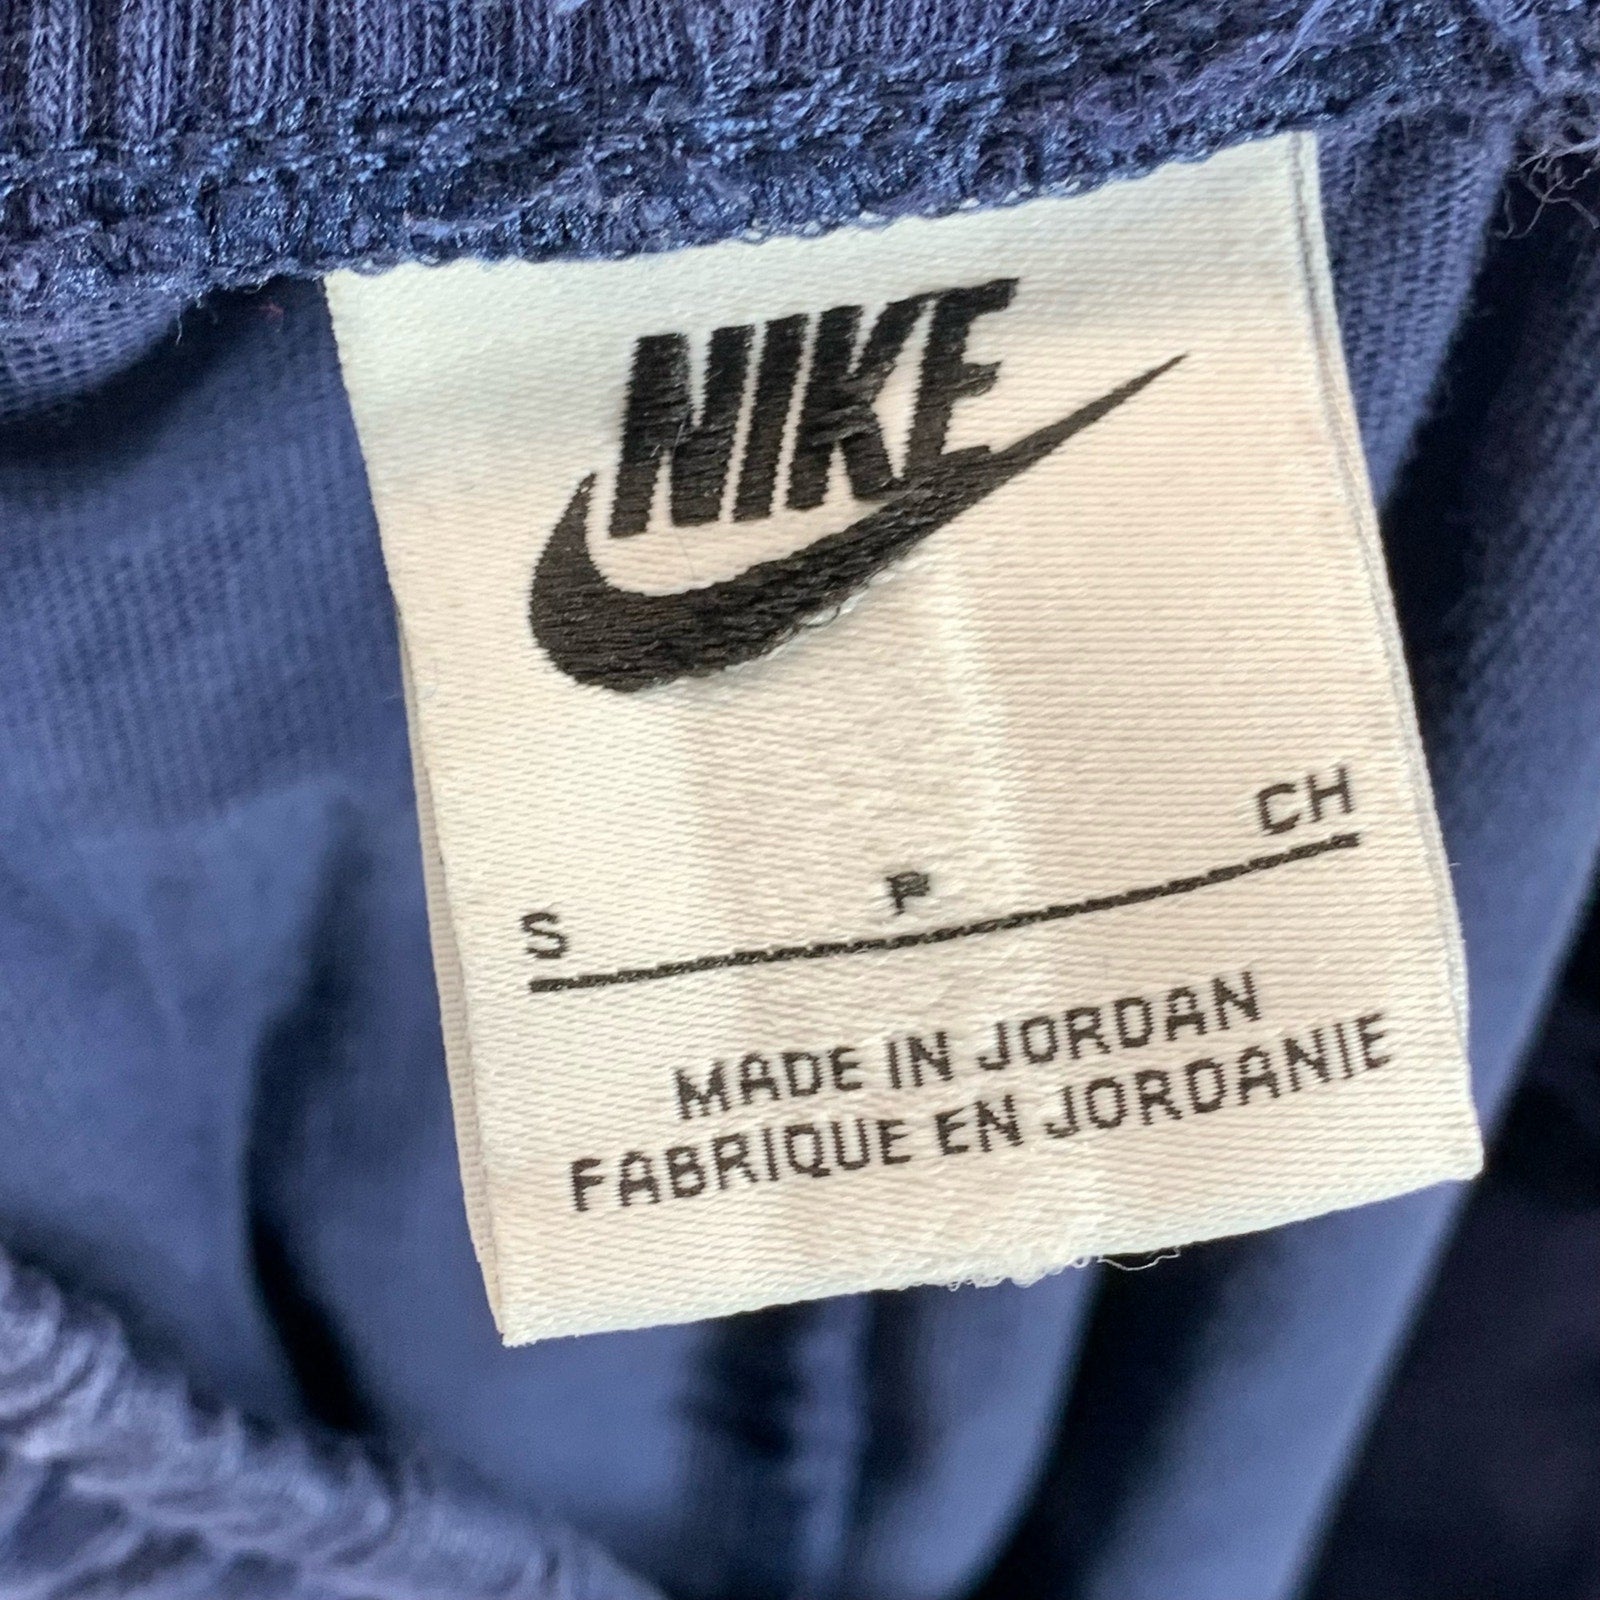 NIKE
S P CH
MADE IN JORDAN
FABRIQUE EN JORDANIE